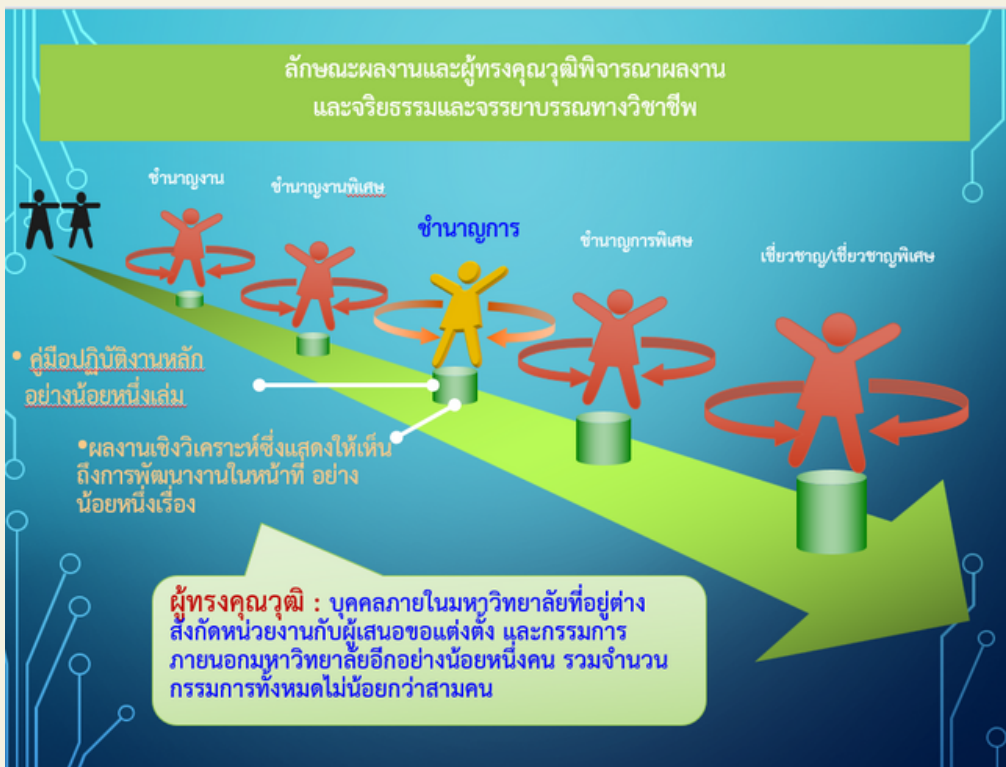 ลักษณะผลงานและผู้ทรงคุณวุฒิพิจารณาผลงาน
และจริยธรรมและจรรยาบรรณทางวิชาชีพ
ชำนาญงาน
ชำนาญงานพิเศษ
ชำนาญการ
ชำนาญการพิเศษ
เชี่ยวชาญ/เชี่ยวชาญพิเศษ
• คู่มือปฏิบัติงานหลัก
อย่างน้อยหนึ่งเล่ม
•ผลงานเชิงวิเคราะห์ซึ่งแสดงให้เห็น
ถึงการพัฒนางานในหน้าที่ อย่าง
น้อยหนึ่งเรื่อง
ผู้ทรงคุณวุฒิ : บุคคลภายในมหาวิทยาลัยที่อยู่ต่าง
สังกัดหน่วยงานกับผู้เสนอขอแต่งตั้ง และกรรมการ
ภายนอกมหาวิทยาลัยอีกอย่างน้อยหนึ่งคน รวมจำนวน
กรรมการทั้งหมดไม่น้อยกว่าสามคน